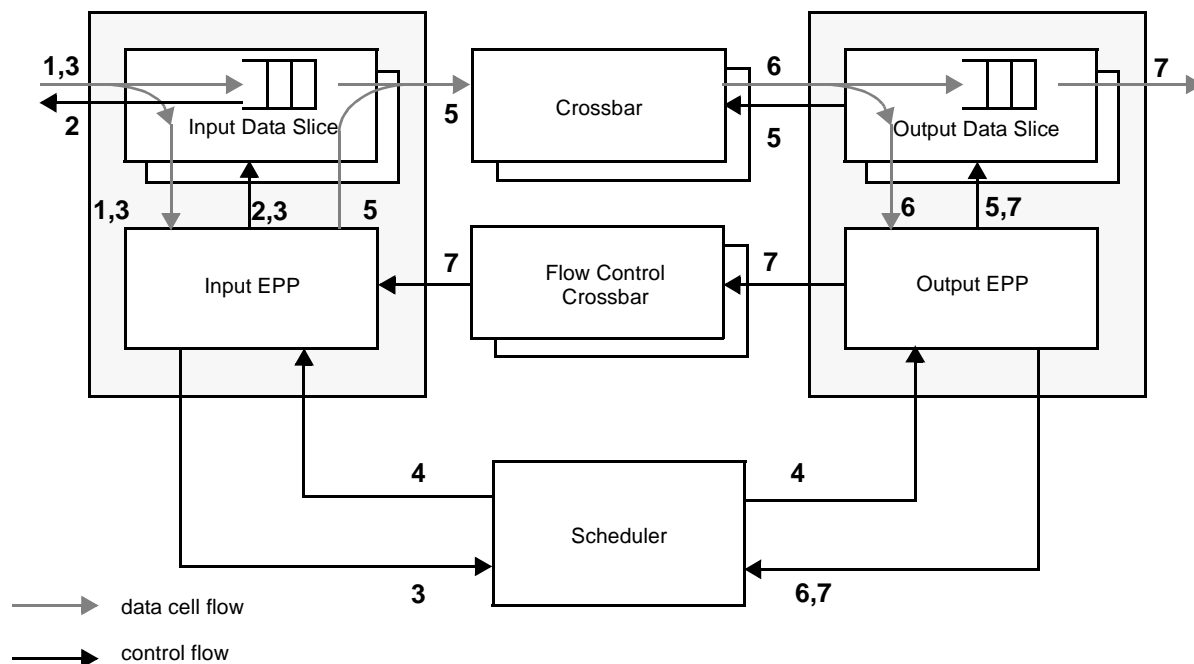 1,3
6
7
2
Input Data Slice
5
Crossbar
5
Output Data Slice
1,3
2,3
5
6
5,7
7
7
Input EPP
Flow Control
Crossbar
Output EPP
4
4
Scheduler
3
6,7
data cell flow
control flow